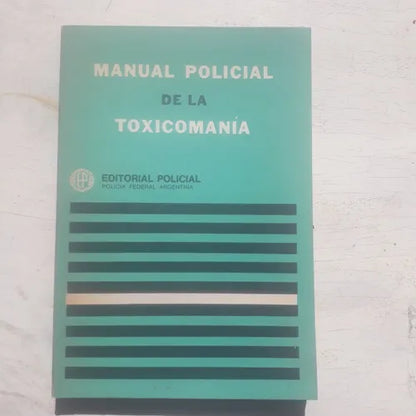 MANUAL POLICIAL
DE LA
TOXICOMANÍA
EDITORIAL POLICIAL
POLICIA FEDERAL ARGENTINA